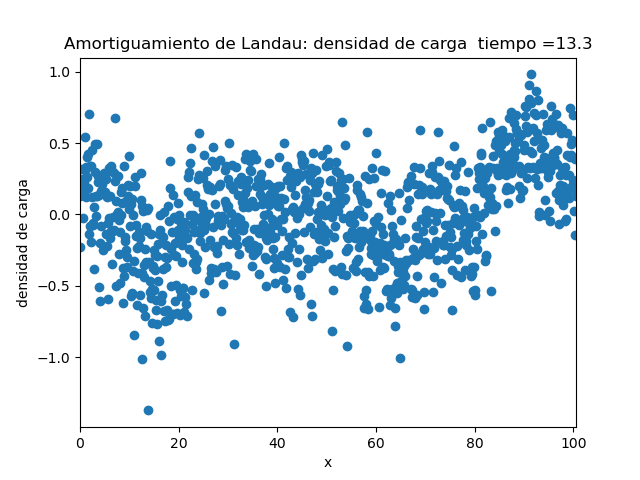 Amortiguamiento de Landau: densidad de carga  tiempo =13.3
1.0
0.5
0.0
−0.5
−1.0
densidad de carga
0 20 40 60 80 100
x